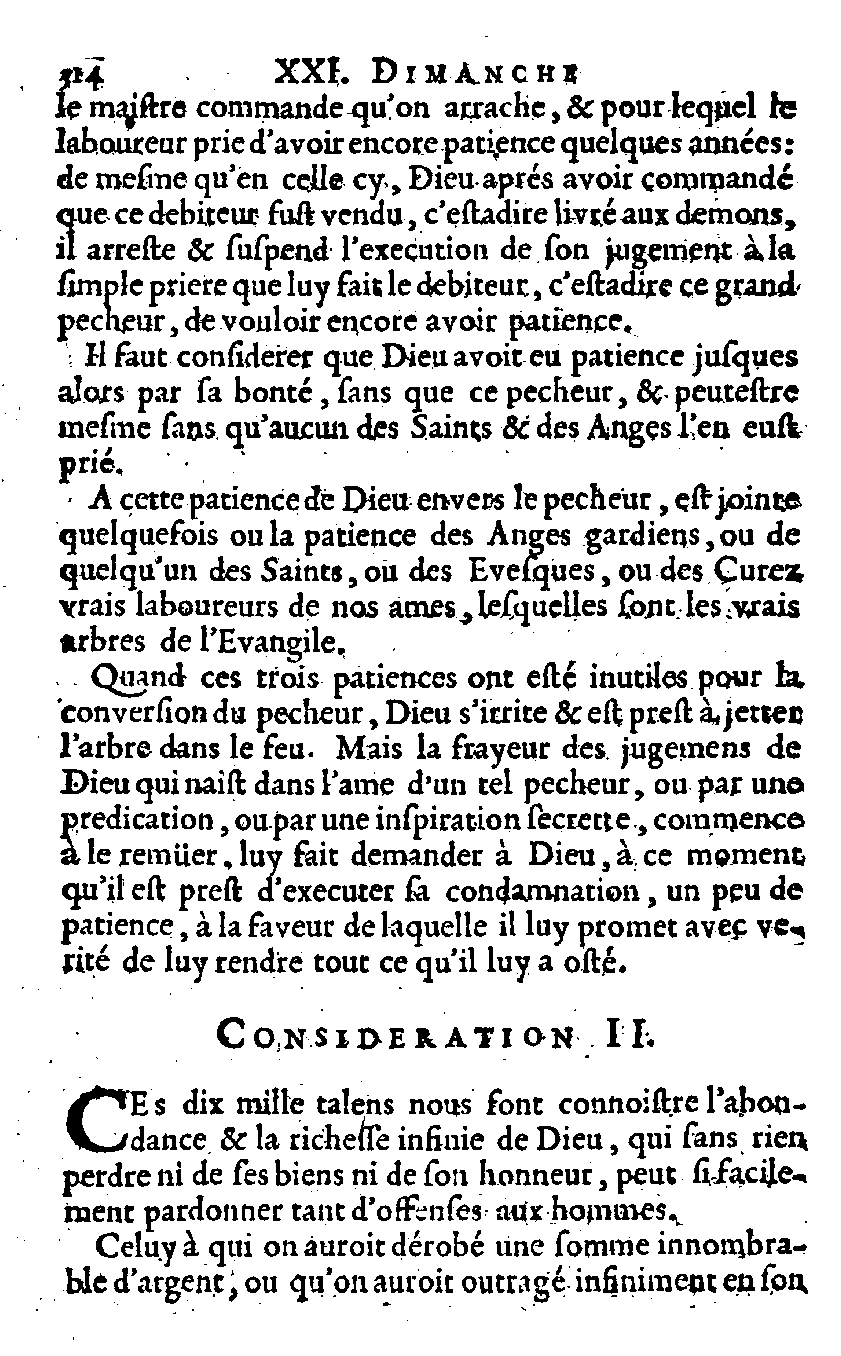 314 XXI. DIMANCHE
le maiſtre commande qu'on arrache, & pour lequel le
laboureur prie d'avoir encore patience quelques années:
de meſme qu'en celle cy, Dieu aprés avoir commandé
que ce debiteur fuſt vendu, c'eſtadire livré aux demons,
il arreſte & ſuſpend l'execution de ſon jugement à la
ſimple priere que luy fait le debiteur, c'eſtadire ce grand
pecheur, de vouloir encore avoir patience.
Il faut conſiderer que Dieu avoit eu patience juſques
alors par ſa bonté, ſans que ce pecheur, & peuteſtre
meſme ſans qu'aucun des Saints & des Anges l'en euſt
prié.
A cette patience de Dieu envers le pecheur, eſt jointe
quelquefois ou la patience des Anges gardiens, ou de
quelqu'un des Saints, ou des Eveſques, ou des Curez
vrais laboureurs de nos ames, leſquelles ſont les vrais
arbres de l'Evangile.
Quand ces trois patiences ont eſté inutiles pour la
converſion du pecheur, Dieu s'irrite & eſt preſt à jetter
l'arbre dans le feu. Mais la frayeur des jugemens de
Dieu qui naiſt dans l'ame d'un tel pecheur, ou par une
predication, ou par une inſpiration ſecrette, commence
à le remüer, luy fait demander à Dieu, à ce moment
qu'il eſt preſt d'executer ſa condamnation, un peu de
patience, à la faveur de laquelle il luy promet avec ve-
rité de luy rendre tout ce qu'il luy a oſté.
CONSIDERATION II.
CEs dix mille talens nous font connoiſtre l'abon-
dance & la richeſſe infinie de Dieu, qui ſans rien
perdre ni de ſes biens ni de ſon honneur, peut ſi facile-
ment pardonner tant d'offenſes aux hommes.
Celuy à qui on auroit dérobé une ſomme innombra-
ble d'argent, ou qu'on auroit outragé infiniment en ſon